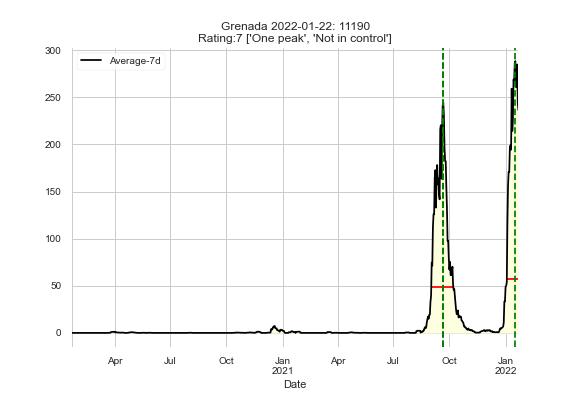 Grenada 2022-01-22: 11190
Rating:7 ['One peak', 'Not in control']
300
Average-7d
250
200
150
100
50
0
Apr Jul Oct Jan Apr Jul Oct Jan
2021 2022
Date